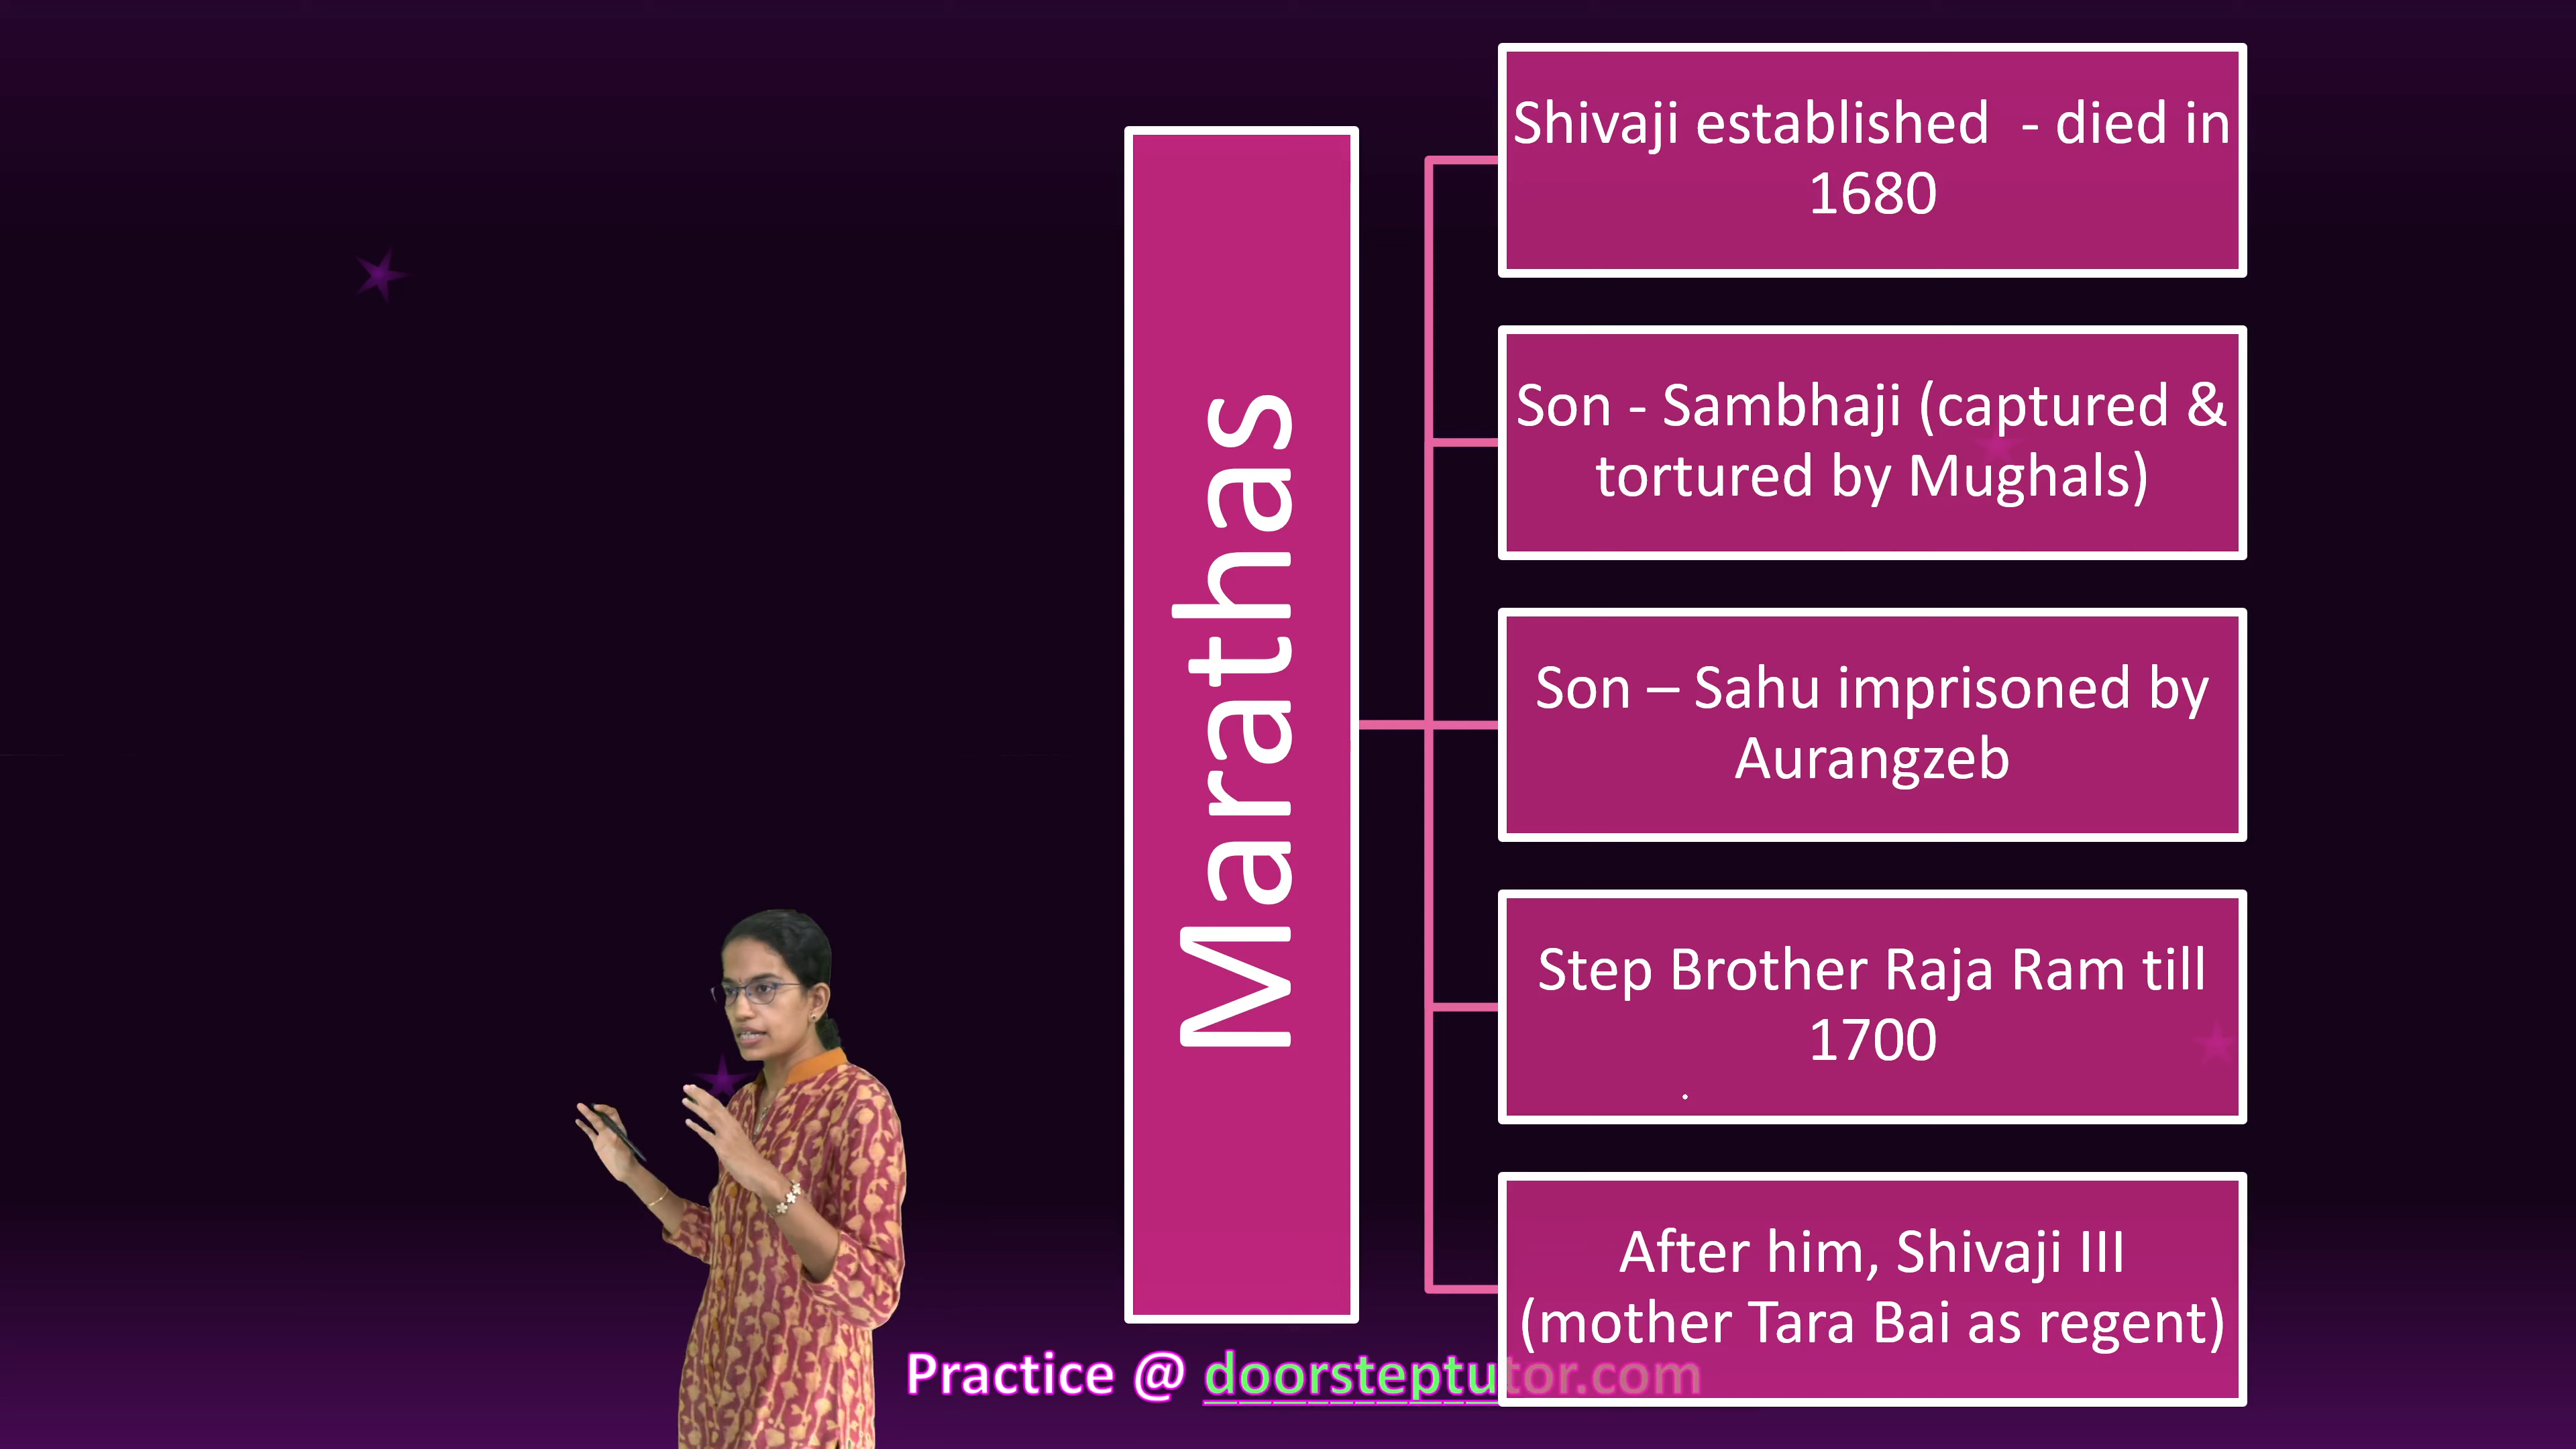 Marathas
Shivaji established  - died in
1680
Son - Sambhaji (captured &
tortured by Mughals)
Son – Sahu imprisoned by
Aurangzeb
Step Brother Raja Ram till
1700
After him, Shivaji III
(mother Tara Bai as regent)
Practice @ doorsteptutor.com